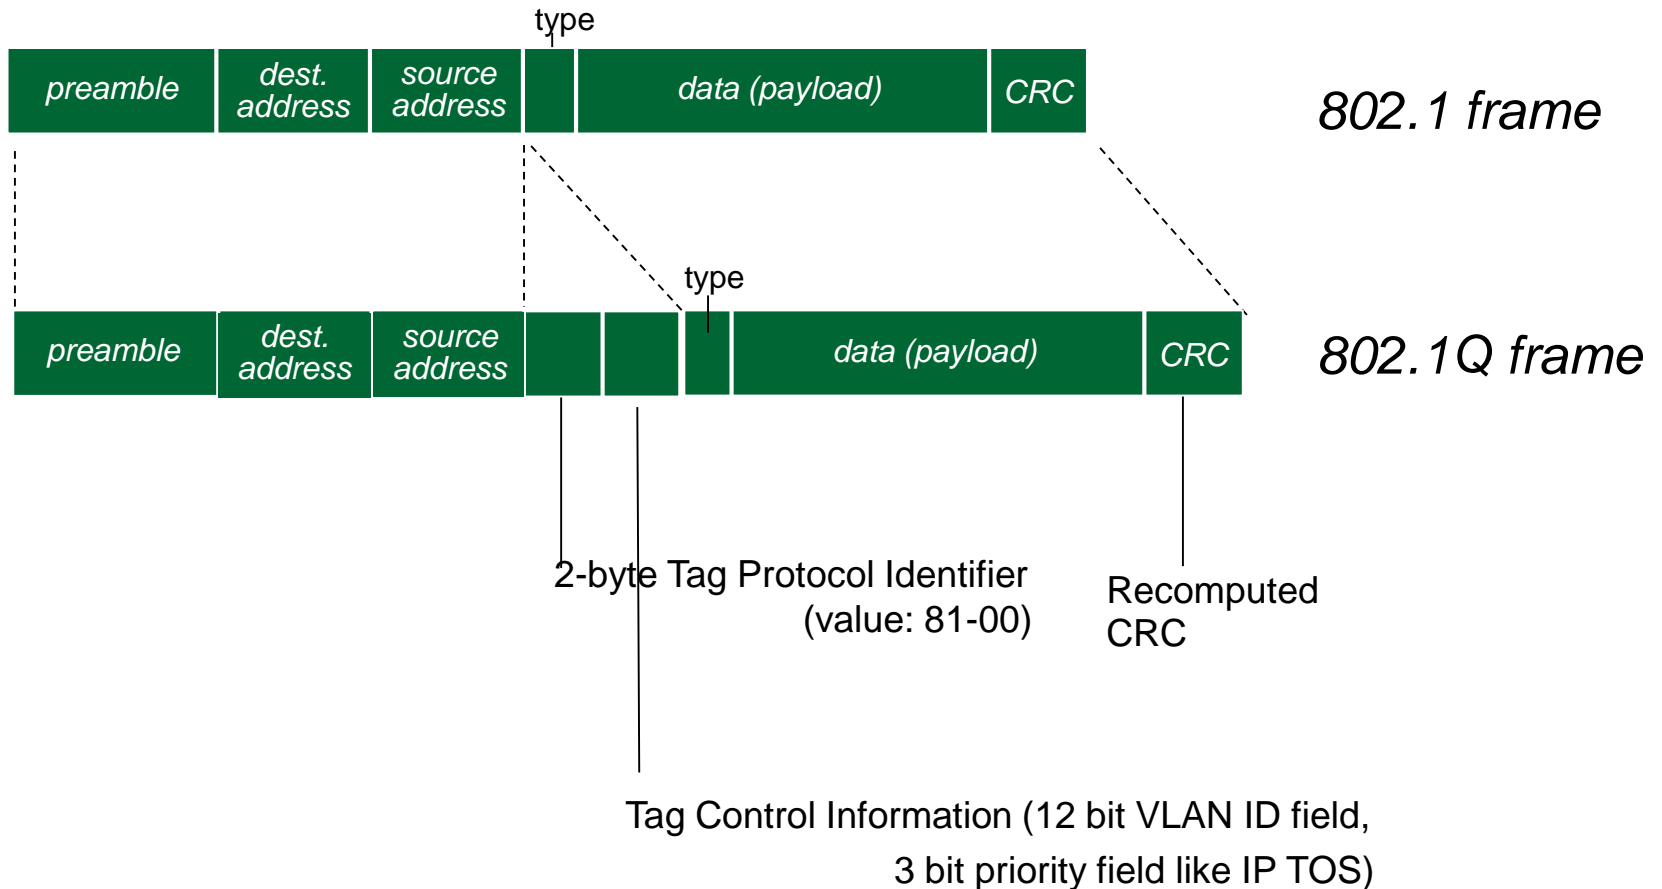 type
preamble
dest.
address
source
address
data (payload)
CRC
802.1 frame
type
preamble
dest.
address
source
address
data (payload)
CRC
802.1Q frame
2-byte Tag Protocol Identifier
(value: 81-00)
Recomputed
CRC
Tag Control Information (12 bit VLAN ID field,
3 bit priority field like IP TOS)